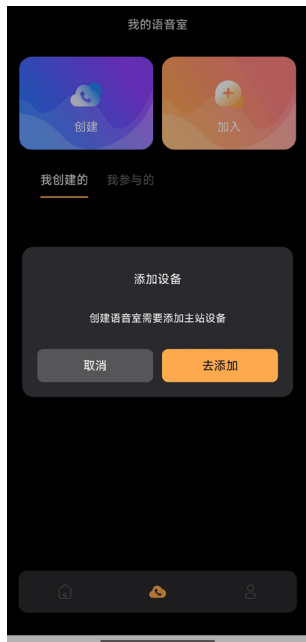 我的语音室
创建
加入
我创建的
我参与的
添加设备
创建语音室需要添加主站设备
取消
去添加